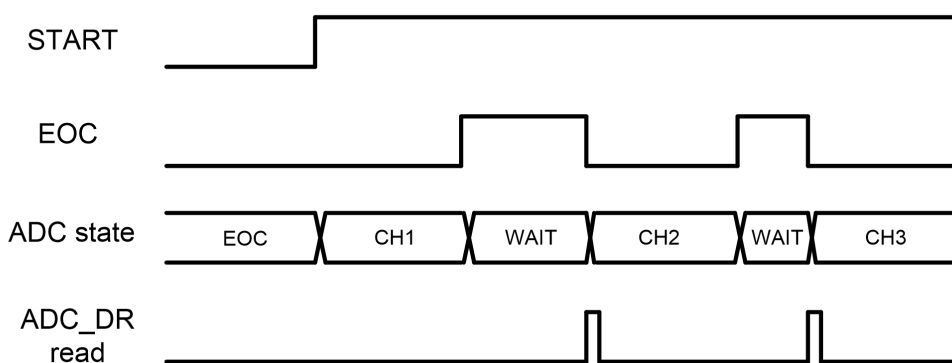 START
EOC
ADC state
EOC CH1 WAIT CH2 WAIT CH3
ADC_DR
read